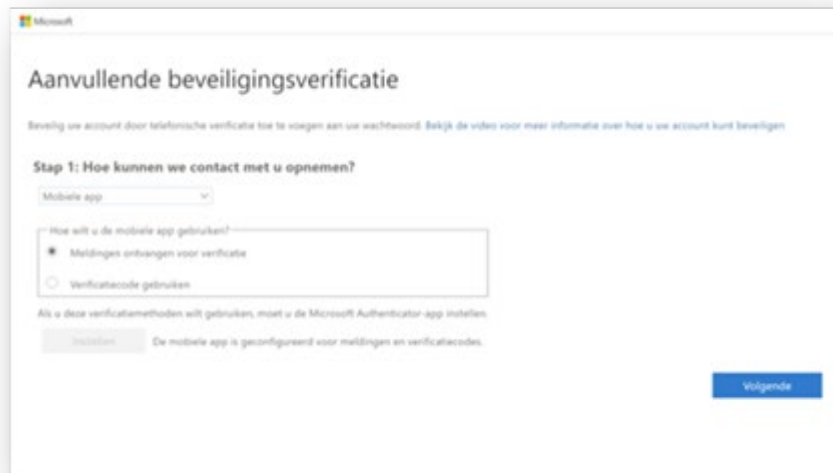 Microsoft
Aanvullende beveiligingsverificatie
Beveilig uw account door telefonische verificatie toe te voegen aan uw wachtwoord. Bekijk de video voor meer informatie over hoe u uw account kunt beveiligen
Stap 1: Hoe kunnen we contact met u opnemen?
Mobiele app
Hoe wilt u de mobiele app gebruiken?
Meldingen ontvangen voor verificatie
Verificatiecode gebruiken
Als u deze verificatiemethoden wilt gebruiken, moet u de Microsoft Authenticator-app instellen.
Instellen De mobiele app is geconfigureerd voor meldingen en verificatiecodes.
Volgende